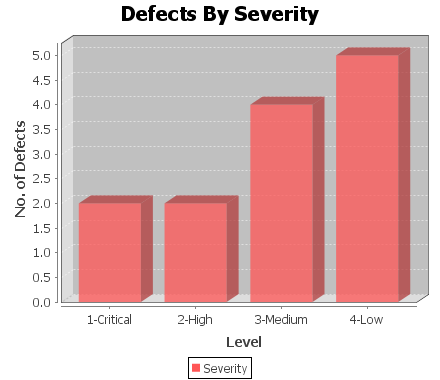 Defects By Severity
No. of Defects
5.0
4.5
4.0
3.5
3.0
2.5
2.0
1.5
1.0
0.5
0.0
1-Critical 2-High 3-Medium 4-Low
Level
Severity